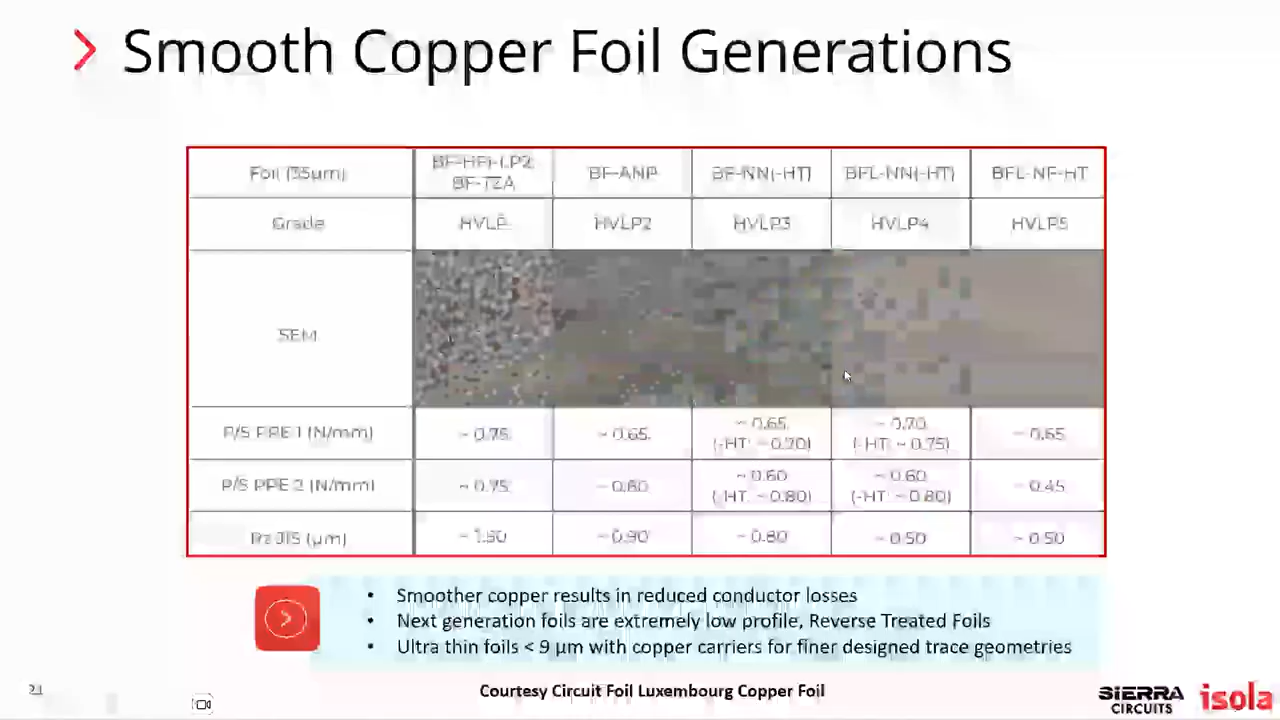 Smooth Copper Foil Generations
Foil (35μm) BF-ANP BF-NN(-HT) BFL-NN(-HT) BFL-NF-HT
BF-TZA
Grade HVLP HVLP2 HVLP3 HVLP4 HVLP5
SEM
P/S PPE 1 (N/mm) ~ 0.75 ~ 0.65 ~ 0.65 (-HT: ~ 0.70) ~ 0.70 (-HT: ~ 0.75) ~ 0.65
P/S PPE 2 (N/mm) ~ 0.75 ~ 0.60 (-HT: ~ 0.80) ~ 0.60 (-HT: ~ 0.80) ~ 0.45
Rz JIS (μm) ~ 0.90 ~ 0.80 ~ 0.50 ~ 0.50
• Smoother copper results in reduced conductor losses
• Next generation foils are extremely low profile, Reverse Treated Foils
• Ultra thin foils < 9 μm with copper carriers for finer designed trace geometries
21
Courtesy Circuit Foil Luxembourg Copper Foil
SIERRA
CIRCUITS
isola